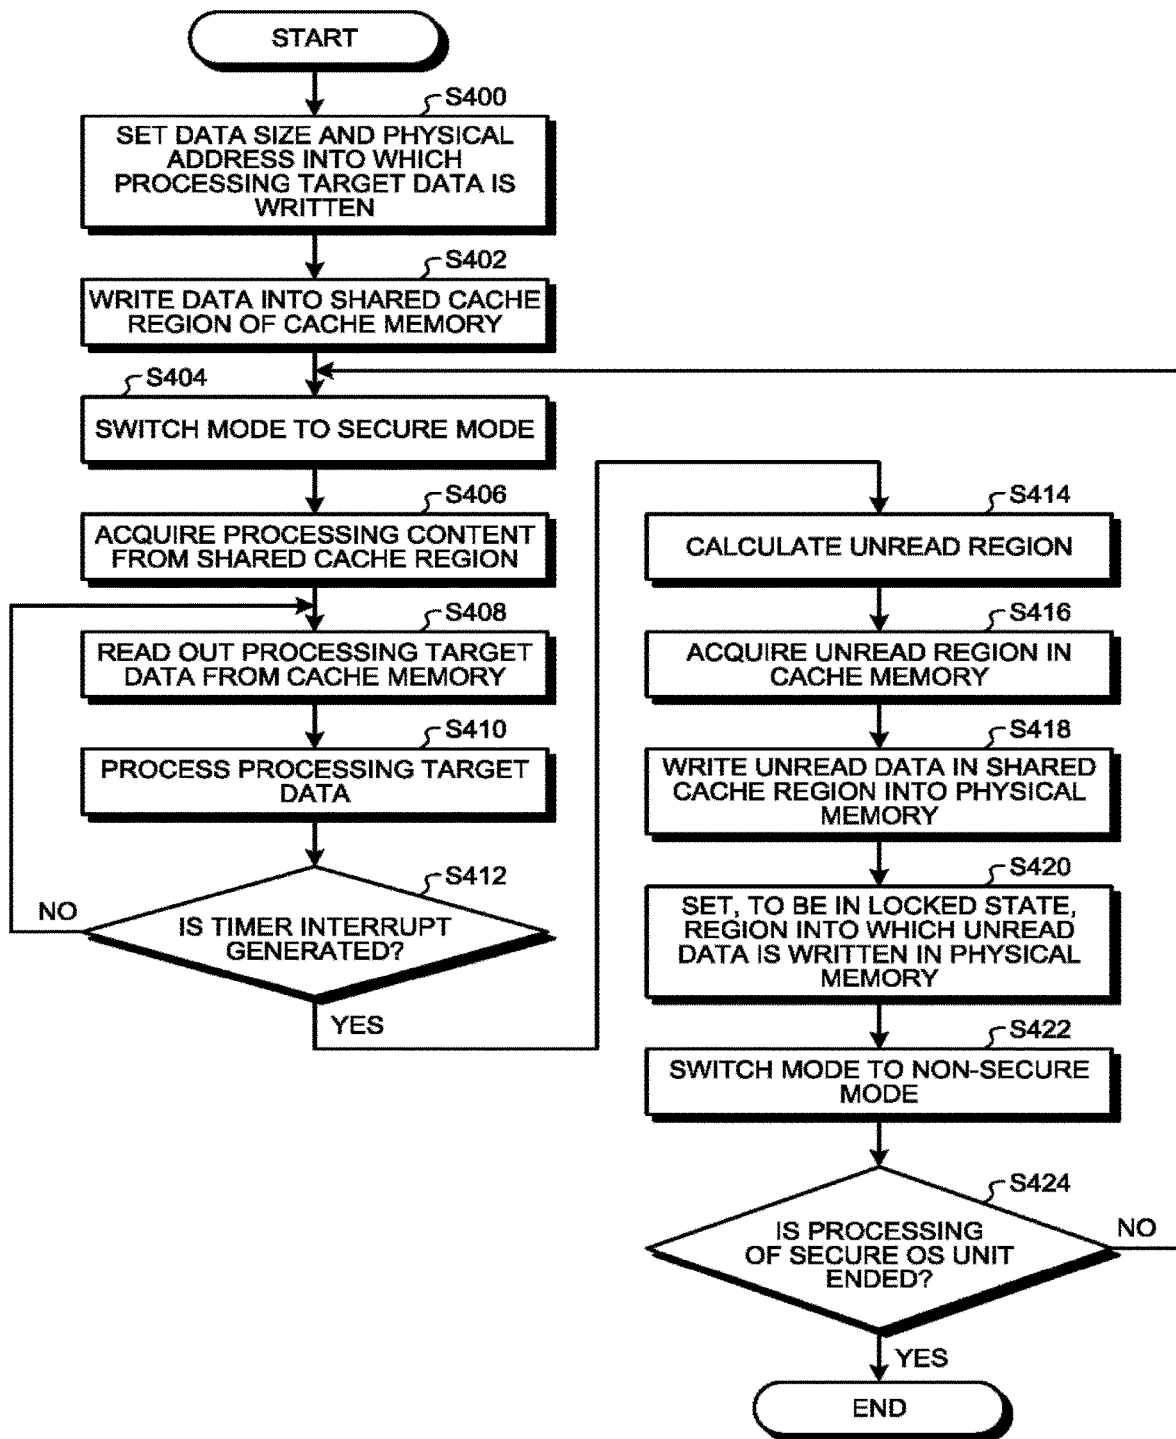 START
S400
SET DATA SIZE AND PHYSICAL
ADDRESS INTO WHICH
PROCESSING TARGET DATA IS
WRITTEN
S402
WRITE DATA INTO SHARED CACHE
REGION OF CACHE MEMORY
S404
SWITCH MODE TO SECURE MODE
S406
ACQUIRE PROCESSING CONTENT
FROM SHARED CACHE REGION
S408
READ OUT PROCESSING TARGET
DATA FROM CACHE MEMORY
S410
PROCESS PROCESSING TARGET
DATA
S412
NO
IS TIMER INTERRUPT
GENERATED?
YES
S414
CALCULATE UNREAD REGION
S416
ACQUIRE UNREAD REGION IN
CACHE MEMORY
S418
WRITE UNREAD DATA IN SHARED
CACHE REGION INTO PHYSICAL
MEMORY
S420
SET, TO BE IN LOCKED STATE,
REGION INTO WHICH UNREAD
DATA IS WRITTEN IN PHYSICAL
MEMORY
S422
SWITCH MODE TO NON-SECURE
MODE
S424
IS PROCESSING
OF SECURE OS UNIT
ENDED?
NO
YES
END